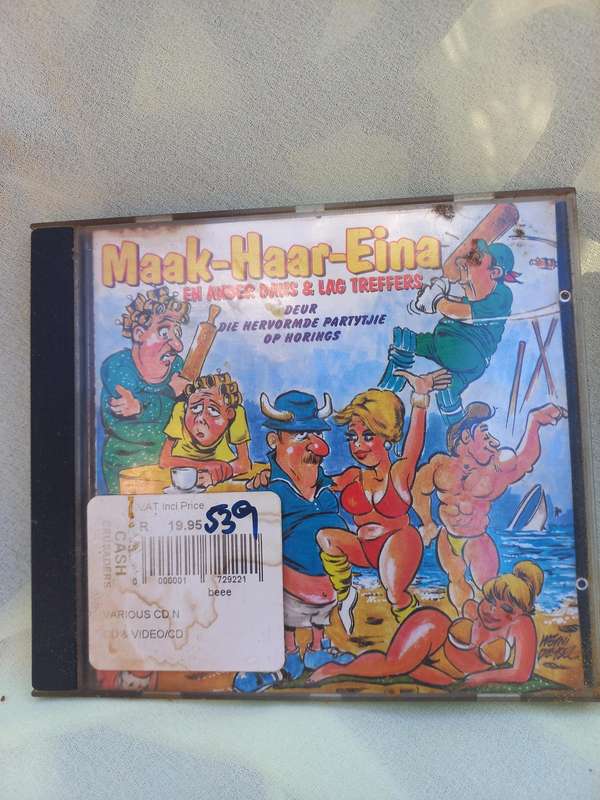 Maak-Haar-Eina
EN ANDER DANS & LAG TREFFERS
DEUR
DIE HERVORMDE PARTYTJIE
OP HORINGS
VAT Incl.Price
R 19.95
539
CASH
CRUSADERS
000001 729221
beee
VARIOUS CD N
CD & VIDEO/CD